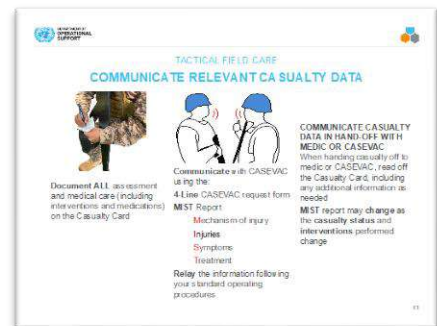 DEPARTMENT OF
OPERATIONAL
SUPPORT
TACTICAL FIELD CARE
COMMUNICATE RELEVANT CASUALTY DATA
Document ALL assessment
and medical care (including
interventions and medications)
on the Casualty Card
Communicate with CASEVAC
using the:
4-Line CASEVAC request form
MIST Report
Mechanism of injury
Injuries
Symptoms
Treatment
Relay the information following
your standard operating
procedures
COMMUNICATE CASUALTY
DATA IN HAND-OFF WITH
MEDIC OR CASEVAC
When handing casualty off to
medic or CASEVAC, read off
the Casualty Card, including
any additional information as
needed
MIST report may change as
the casualty status and
interventions performed
change